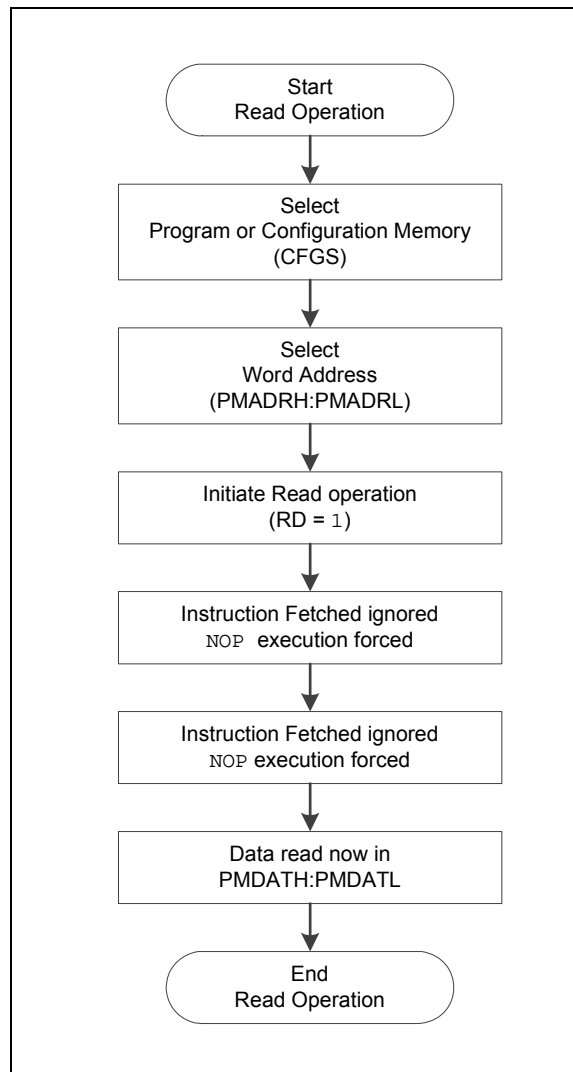 Start
Read Operation
Select
Program or Configuration Memory
(CFGS)
Select
Word Address
(PMADRH:PMADRL)
Initiate Read operation
(RD = 1)
Instruction Fetched ignored
NOP execution forced
Instruction Fetched ignored
NOP execution forced
Data read now in
PMDATH:PMDATL
End
Read Operation